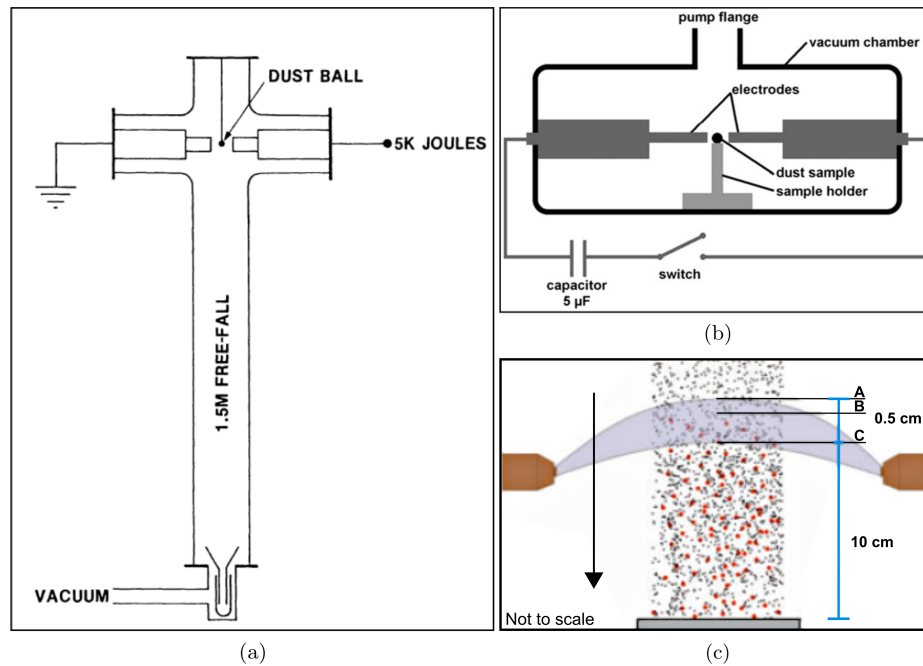 DUST BALL
5K JOULES
1.5M FREE-FALL
VACUUM
(a)
pump flange
vacuum chamber
electrodes
dust sample
sample holder
switch
capacitor
5 µF
(b)
A
B
0.5 cm
C
10 cm
Not to scale
(c)